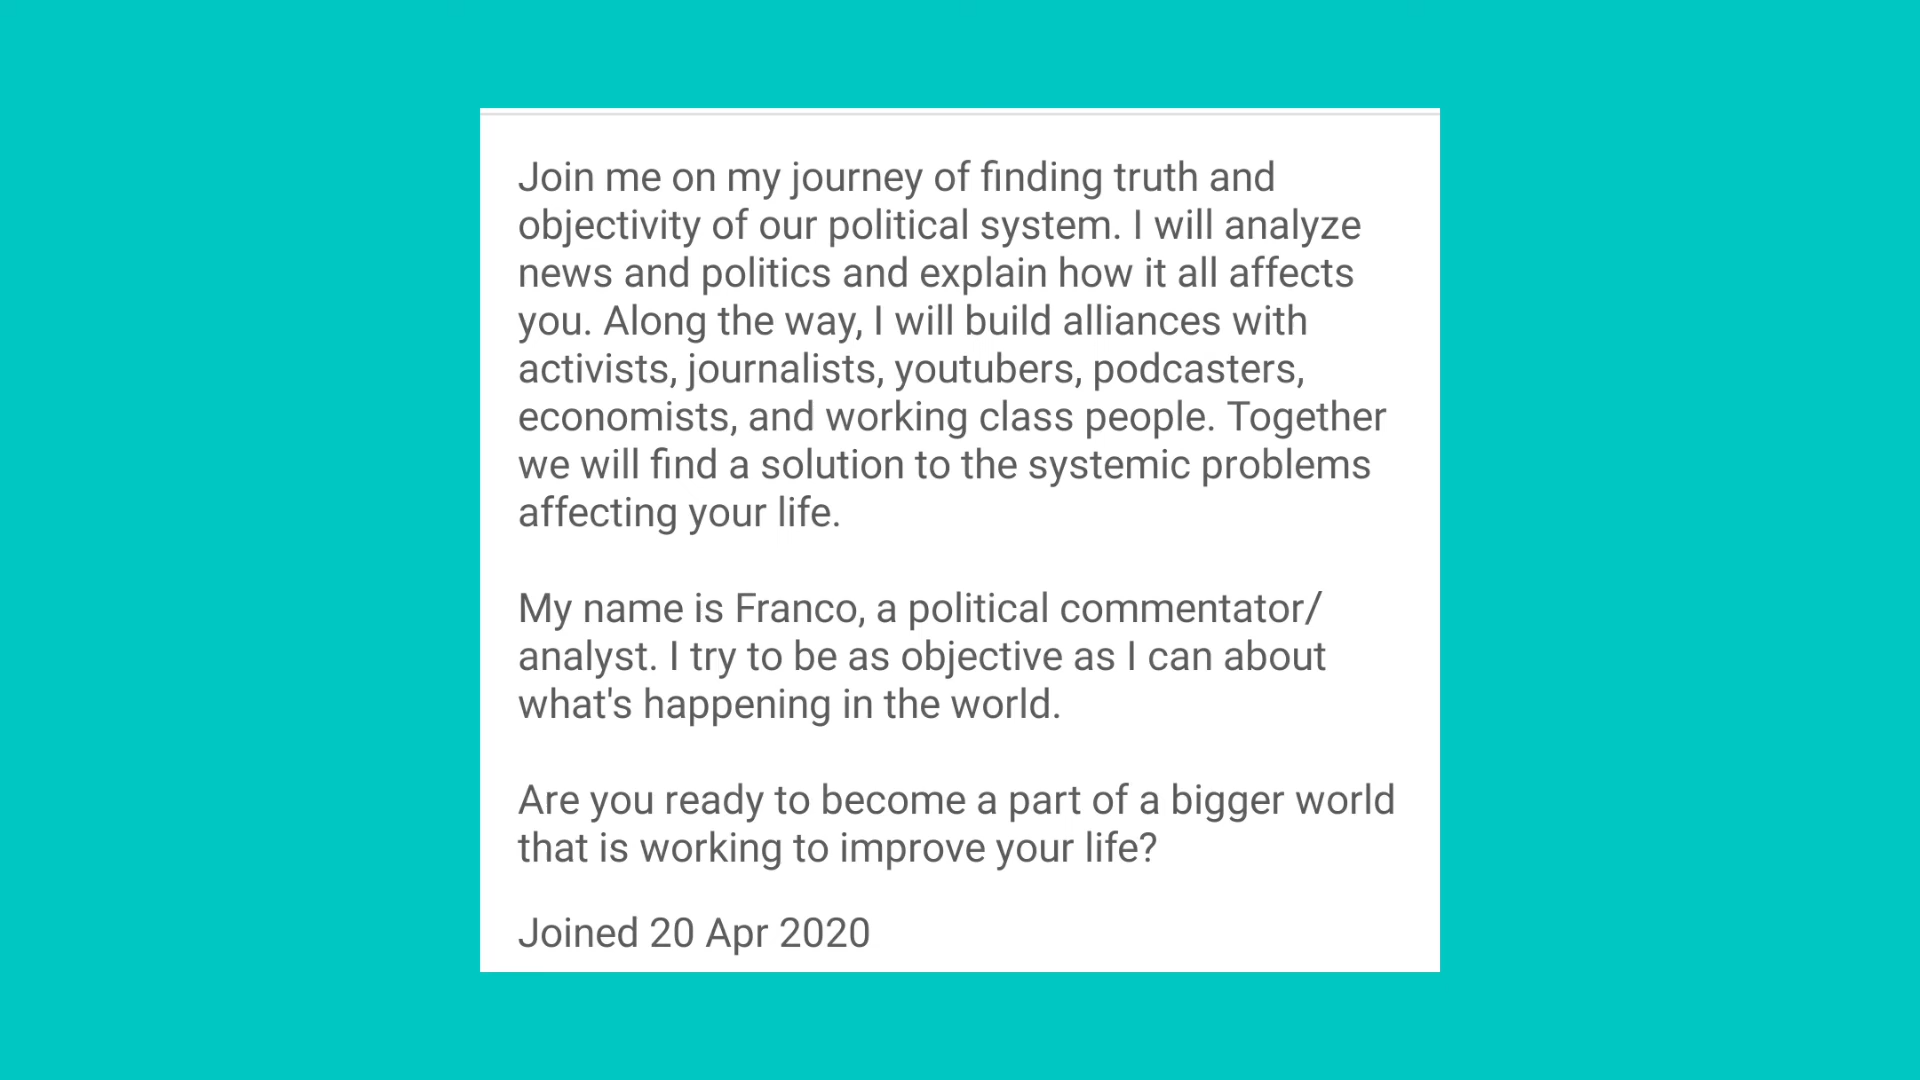 Join me on my journey of finding truth and
objectivity of our political system. I will analyze
news and politics and explain how it all affects
you. Along the way, I will build alliances with
activists, journalists, youtubers, podcasters,
economists, and working class people. Together
we will find a solution to the systemic problems
affecting your life.
My name is Franco, a political commentator/
analyst. I try to be as objective as I can about
what's happening in the world.
Are you ready to become a part of a bigger world
that is working to improve your life?
Joined 20 Apr 2020